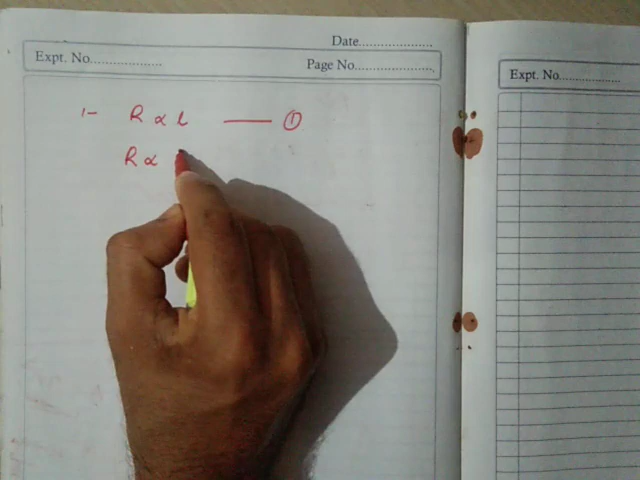 Date...................
Expt. No..................
Page No....................
Expt. No................
1- R ∝ l —— ①
R ∝